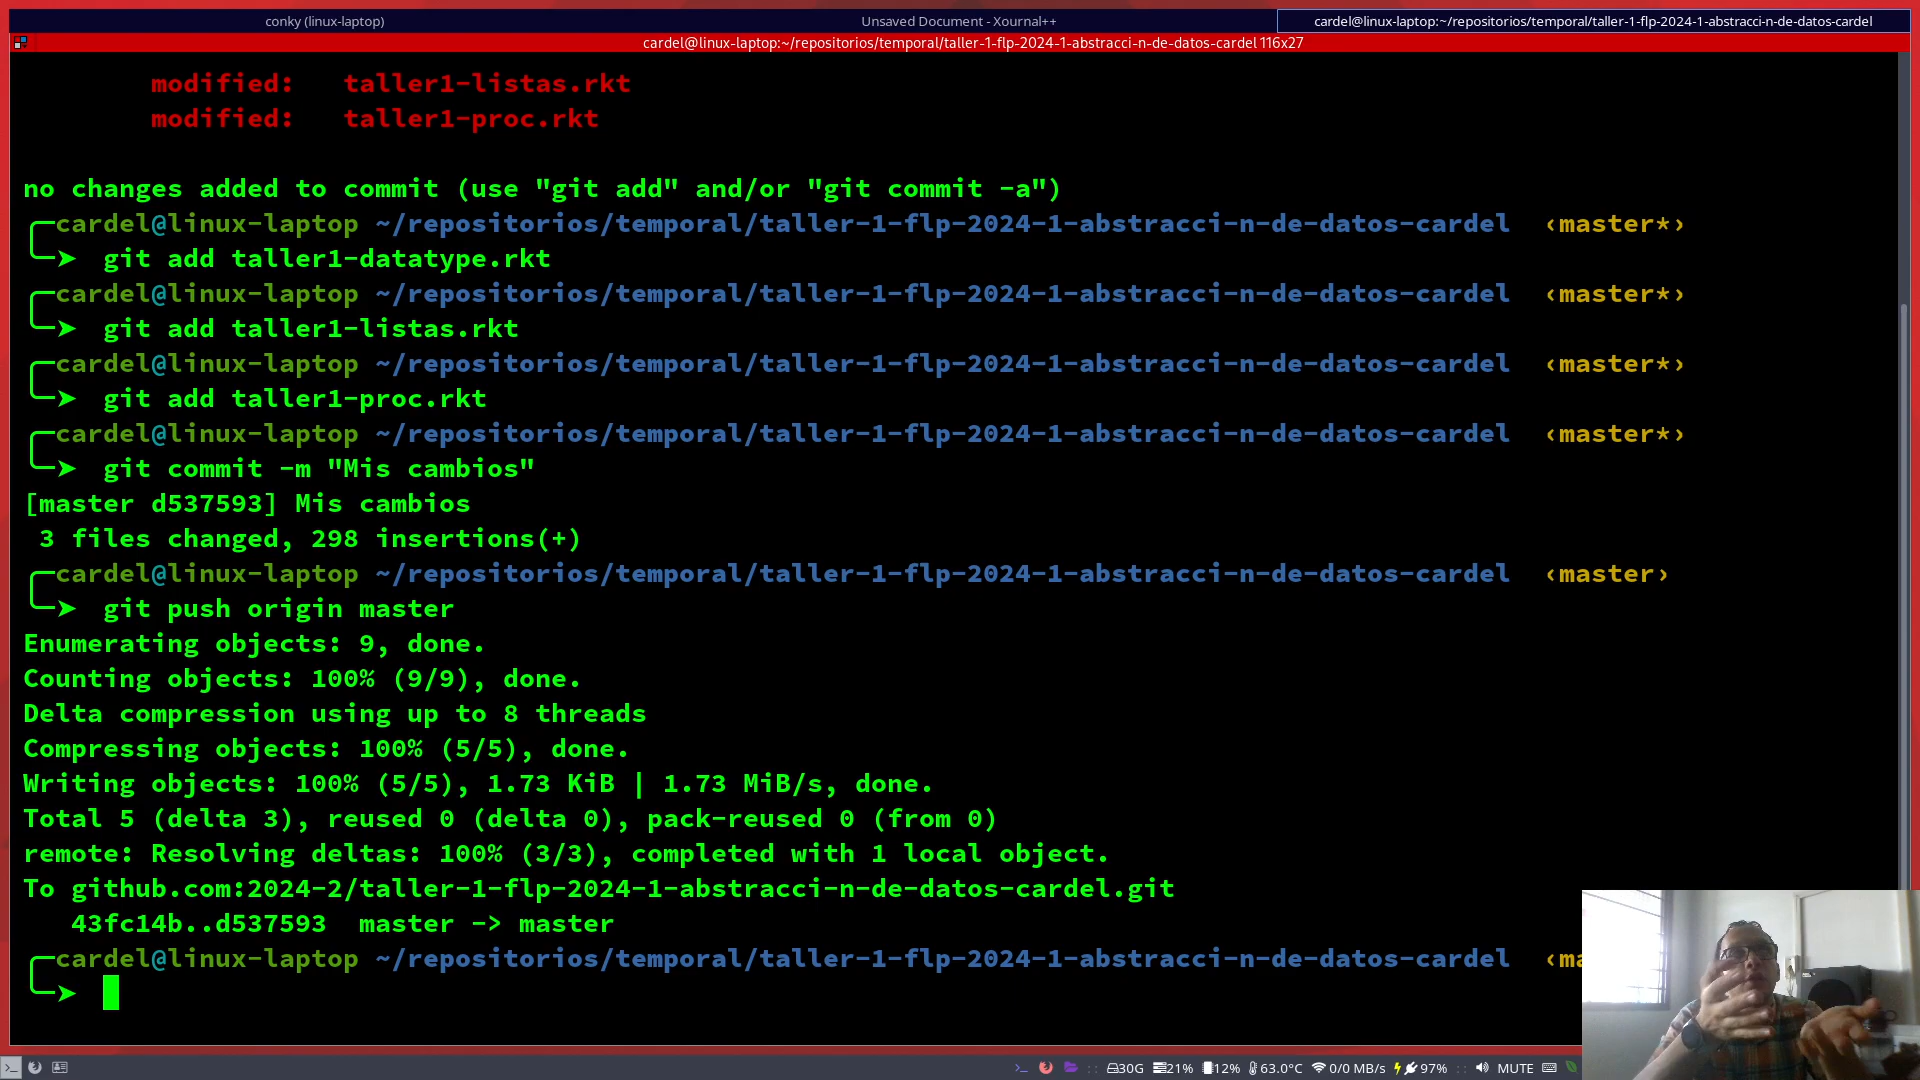 conky (linux-laptop)
Unsaved Document - Xournal++
cardel@linux-laptop:~/repositorios/temporal/taller-1-flp-2024-1-abstracci-n-de-datos-cardel
cardel@linux-laptop:~/repositorios/temporal/taller-1-flp-2024-1-abstracci-n-de-datos-cardel 116x27
modified:   taller1-listas.rkt
modified:   taller1-proc.rkt
no changes added to commit (use "git add" and/or "git commit -a")
cardel@linux-laptop ~/repositorios/temporal/taller-1-flp-2024-1-abstracci-n-de-datos-cardel  ‹master*›
➤  git add taller1-datatype.rkt
cardel@linux-laptop ~/repositorios/temporal/taller-1-flp-2024-1-abstracci-n-de-datos-cardel  ‹master*›
➤  git add taller1-listas.rkt
cardel@linux-laptop ~/repositorios/temporal/taller-1-flp-2024-1-abstracci-n-de-datos-cardel  ‹master*›
➤  git add taller1-proc.rkt
cardel@linux-laptop ~/repositorios/temporal/taller-1-flp-2024-1-abstracci-n-de-datos-cardel  ‹master*›
➤  git commit -m "Mis cambios"
[master d537593] Mis cambios
3 files changed, 298 insertions(+)
cardel@linux-laptop ~/repositorios/temporal/taller-1-flp-2024-1-abstracci-n-de-datos-cardel  ‹master›
➤  git push origin master
Enumerating objects: 9, done.
Counting objects: 100% (9/9), done.
Delta compression using up to 8 threads
Compressing objects: 100% (5/5), done.
Writing objects: 100% (5/5), 1.73 KiB | 1.73 MiB/s, done.
Total 5 (delta 3), reused 0 (delta 0), pack-reused 0 (from 0)
remote: Resolving deltas: 100% (3/3), completed with 1 local object.
To github.com:2024-2/taller-1-flp-2024-1-abstracci-n-de-datos-cardel.git
43fc14b..d537593  master -> master
cardel@linux-laptop ~/repositorios/temporal/taller-1-flp-2024-1-abstracci-n-de-datos-cardel  ‹ma
➤
30G 21% 12% 63.0°C 0/0 MB/s 97% MUTE